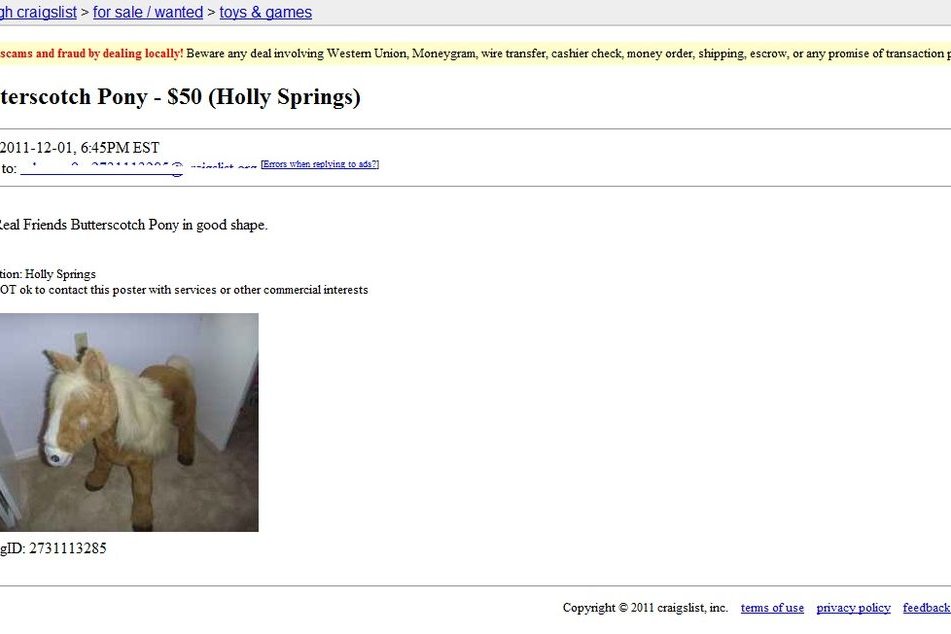 gh craigslist > for sale / wanted > toys & games
scams and fraud by dealing locally! Beware any deal involving Western Union, Moneygram, wire transfer, cashier check, money order, shipping, escrow, or any promise of transaction p
terscotch Pony - $50 (Holly Springs)
2011-12-01, 6:45PM EST
to: [Errors when replying to ads?]
Real Friends Butterscotch Pony in good shape.
tion: Holly Springs
OT ok to contact this poster with services or other commercial interests
gID: 2731113285
Copyright © 2011 craigslist, inc. terms of use privacy policy feedback